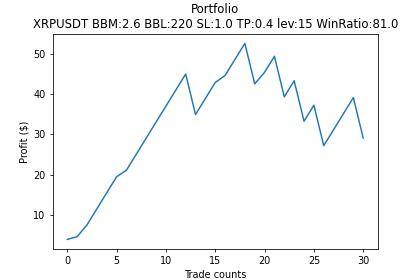 Portfolio
XRPUSDT BBM:2.6 BBL:220 SL:1.0 TP:0.4 lev:15 WinRatio:81.0
50
40
30
20
10
Profit ($)
0 5 10 15 20 25 30
Trade counts